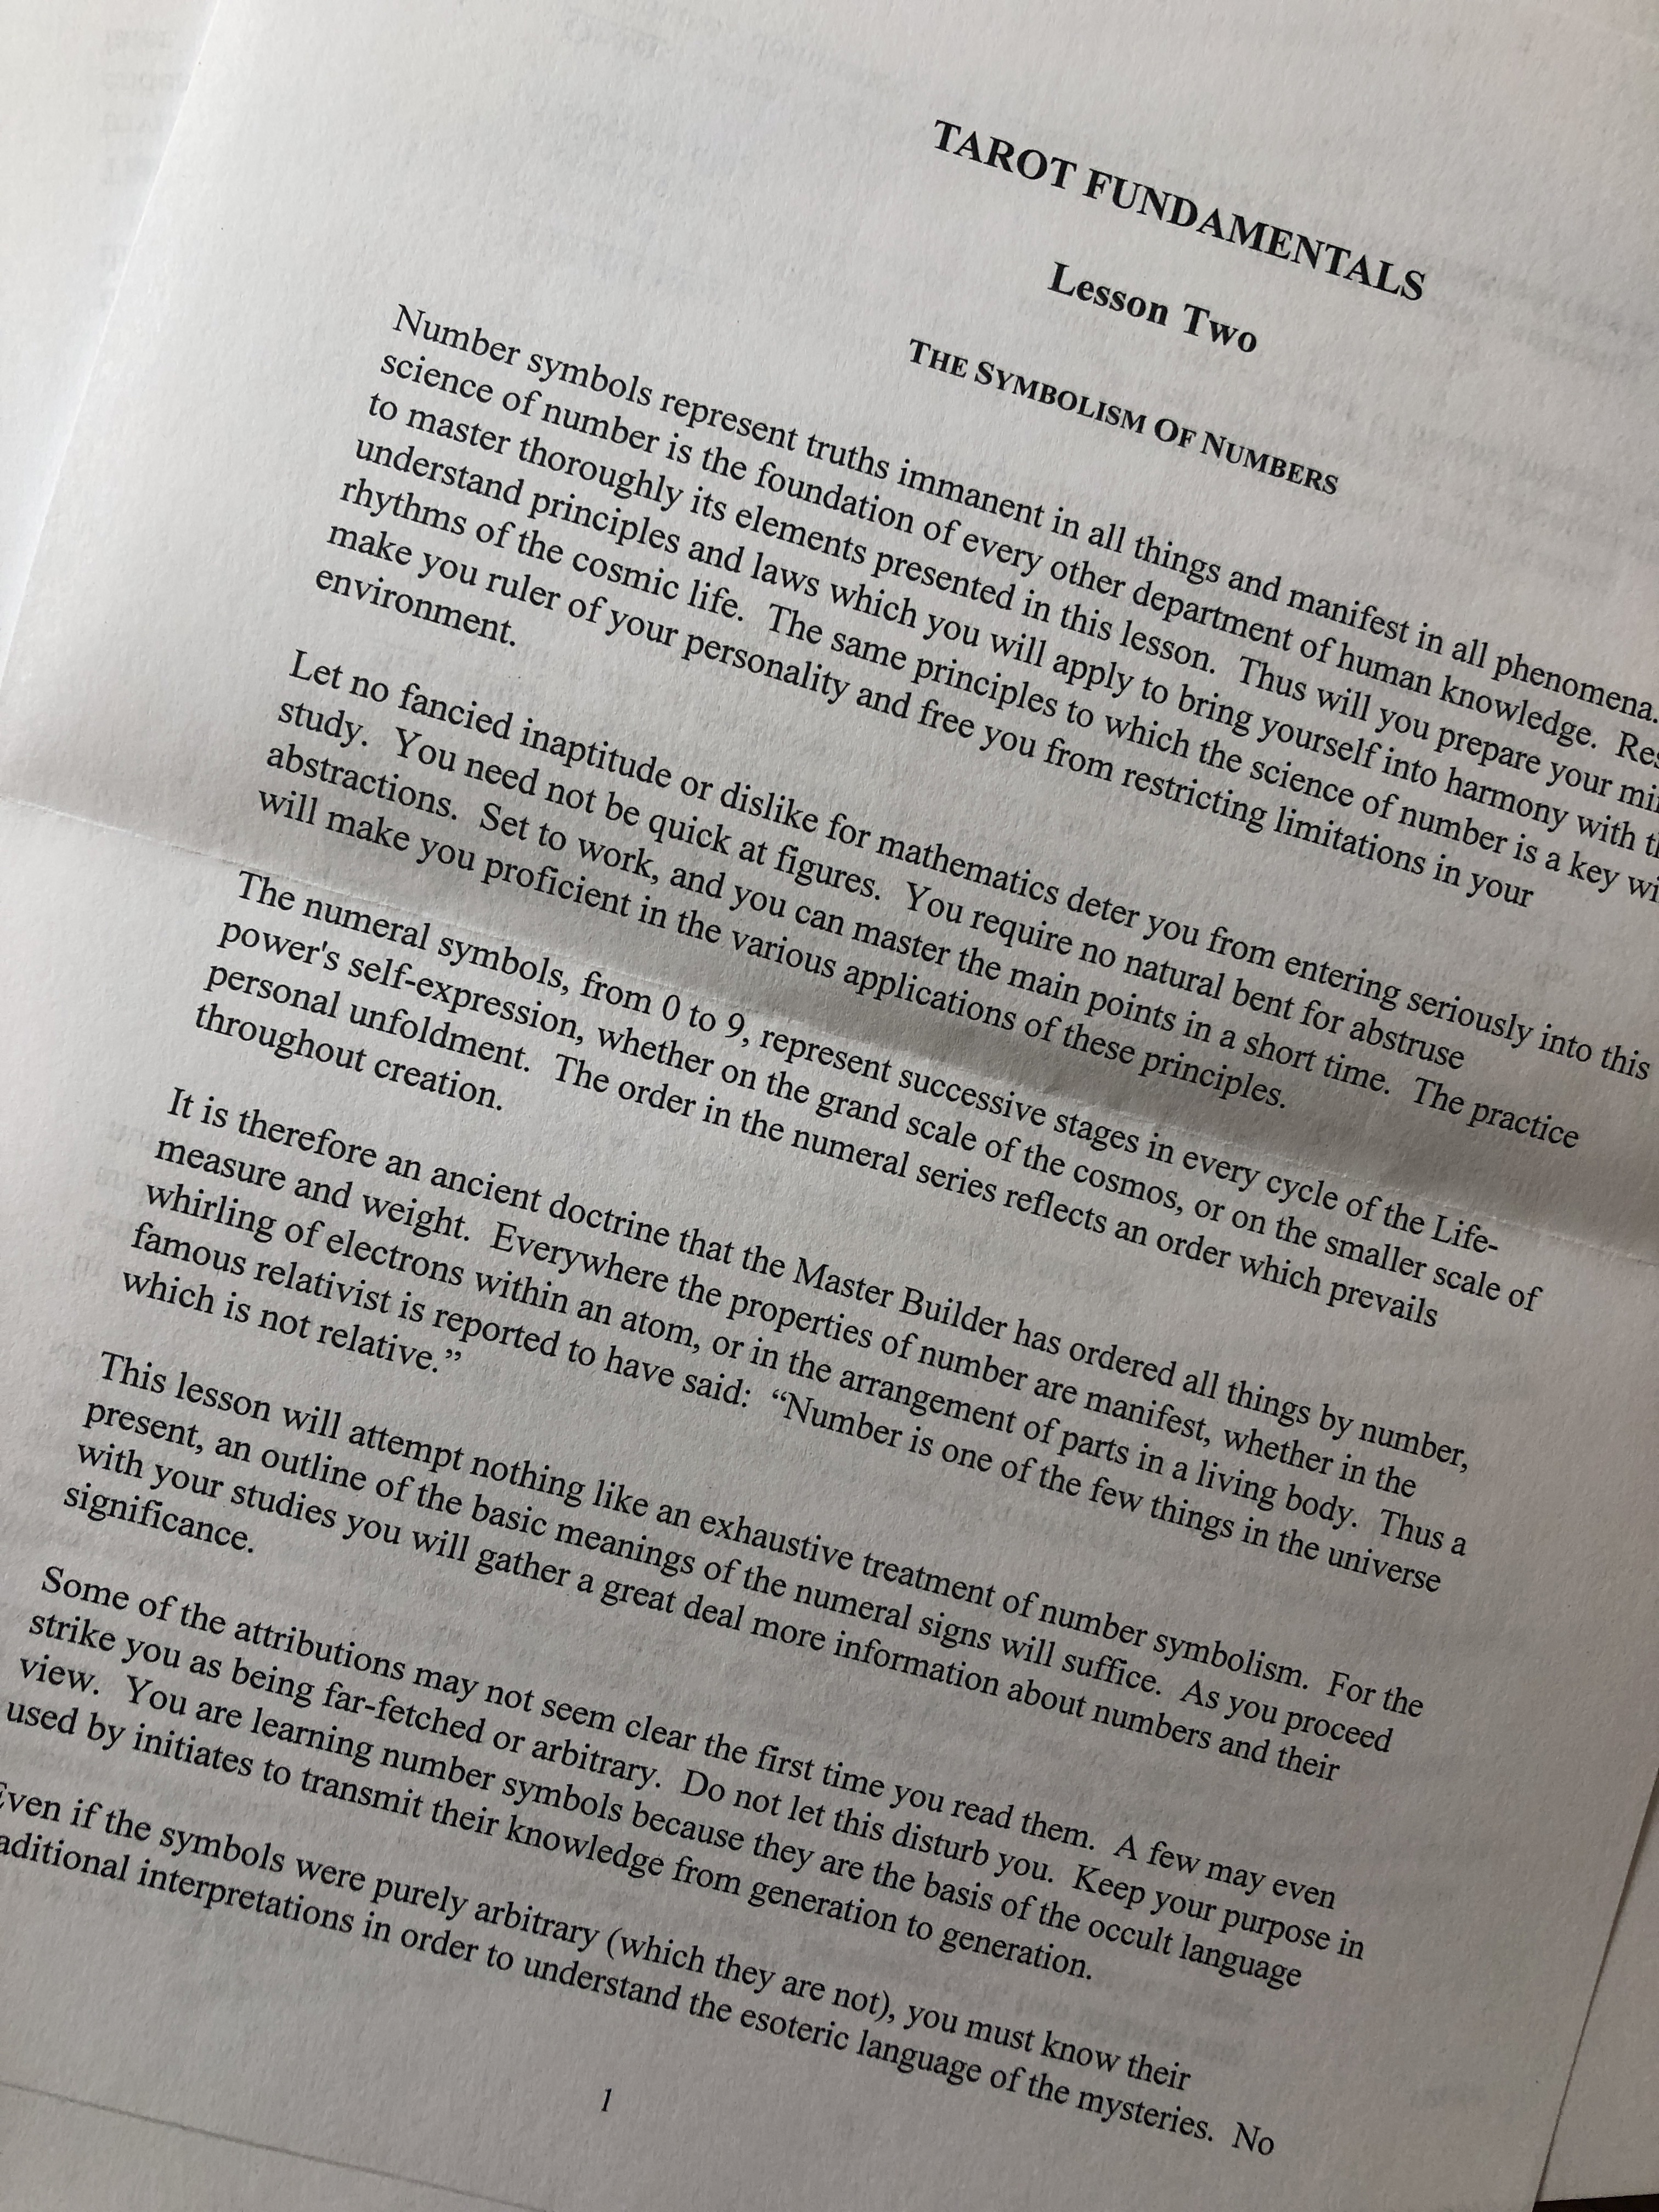 TAROT FUNDAMENTALS
Lesson Two
THE SYMBOLISM OF NUMBERS
Number symbols represent truths immanent in all things and manifest in all phenomena.
science of number is the foundation of every other department of human knowledge. Res
to master thoroughly its elements presented in this lesson. Thus will you prepare your mi
understand principles and laws which you will apply to bring yourself into harmony with t
rhythms of the cosmic life. The same principles to which the science of number is a key wi
make you ruler of your personality and free you from restricting limitations in your
environment.
Let no fancied inaptitude or dislike for mathematics deter you from entering seriously into this
study. You need not be quick at figures. You require no natural bent for abstruse
abstractions. Set to work, and you can master the main points in a short time. The practice
will make you proficient in the various applications of these principles.
The numeral symbols, from 0 to 9, represent successive stages in every cycle of the Life-
power's self-expression, whether on the grand scale of the cosmos, or on the smaller scale of
personal unfoldment. The order in the numeral series reflects an order which prevails
throughout creation.
It is therefore an ancient doctrine that the Master Builder has ordered all things by number,
measure and weight. Everywhere the properties of number are manifest, whether in the
whirling of electrons within an atom, or in the arrangement of parts in a living body. Thus a
famous relativist is reported to have said: “Number is one of the few things in the universe
which is not relative.”
This lesson will attempt nothing like an exhaustive treatment of number symbolism. For the
present, an outline of the basic meanings of the numeral signs will suffice. As you proceed
with your studies you will gather a great deal more information about numbers and their
significance.
Some of the attributions may not seem clear the first time you read them. A few may even
strike you as being far-fetched or arbitrary. Do not let this disturb you. Keep your purpose in
view. You are learning number symbols because they are the basis of the occult language
used by initiates to transmit their knowledge from generation to generation.
Even if the symbols were purely arbitrary (which they are not), you must know their
aditional interpretations in order to understand the esoteric language of the mysteries. No
1